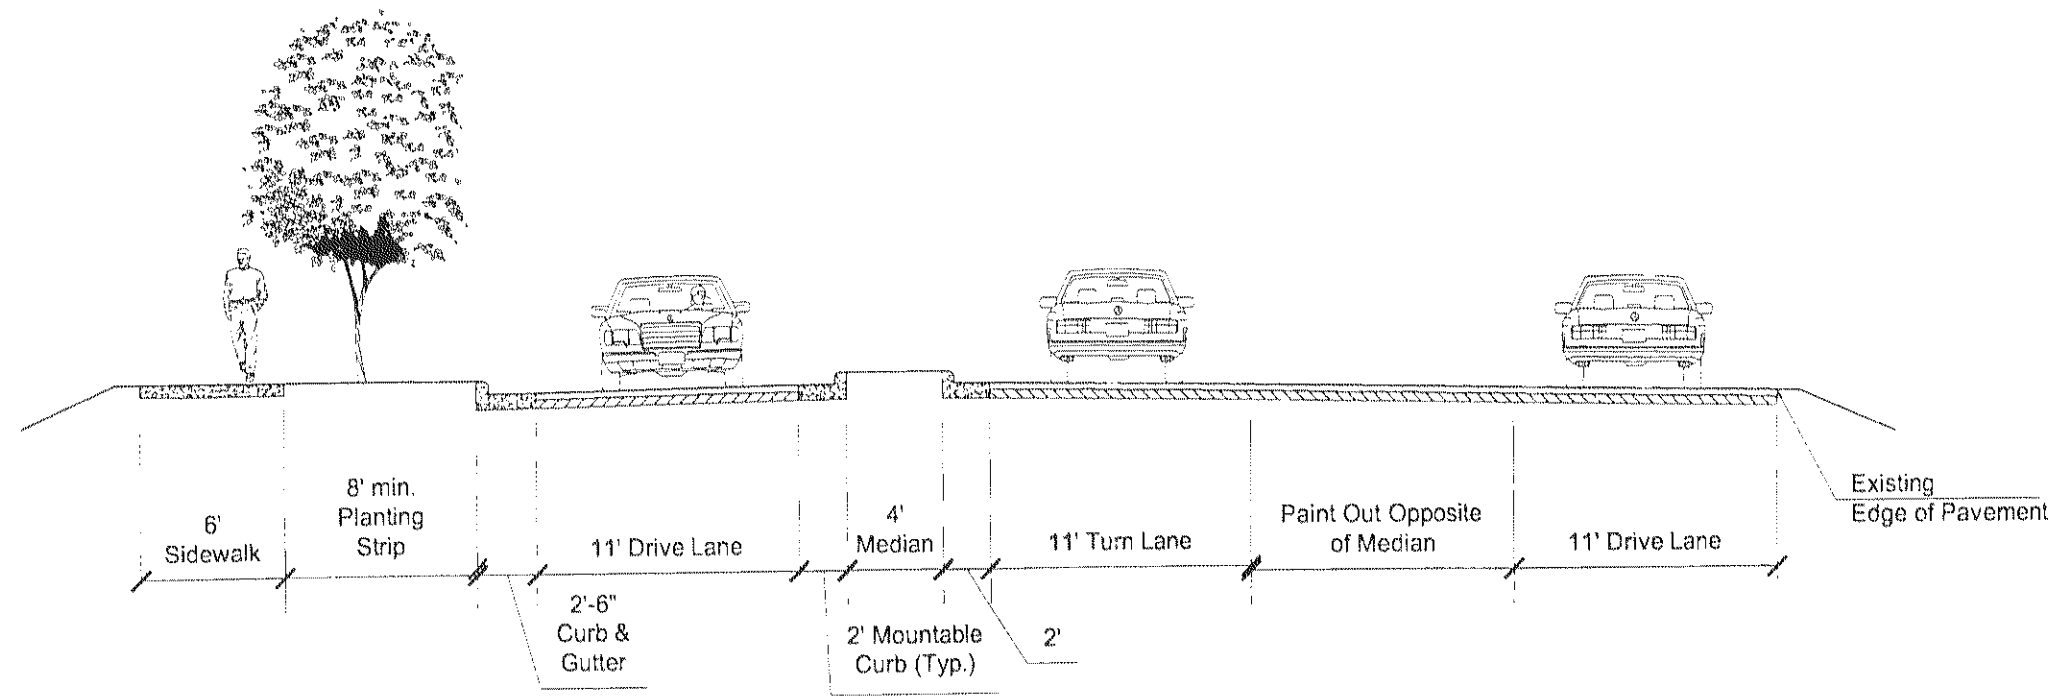 6'
Sidewalk
8' min.
Planting
Strip
2'-6"
Curb &
Gutter
11' Drive Lane
2' Mountable
Curb (Typ.)
4'
Median
2'
11' Turn Lane
Paint Out Opposite
of Median
11' Drive Lane
Existing
Edge of Pavement